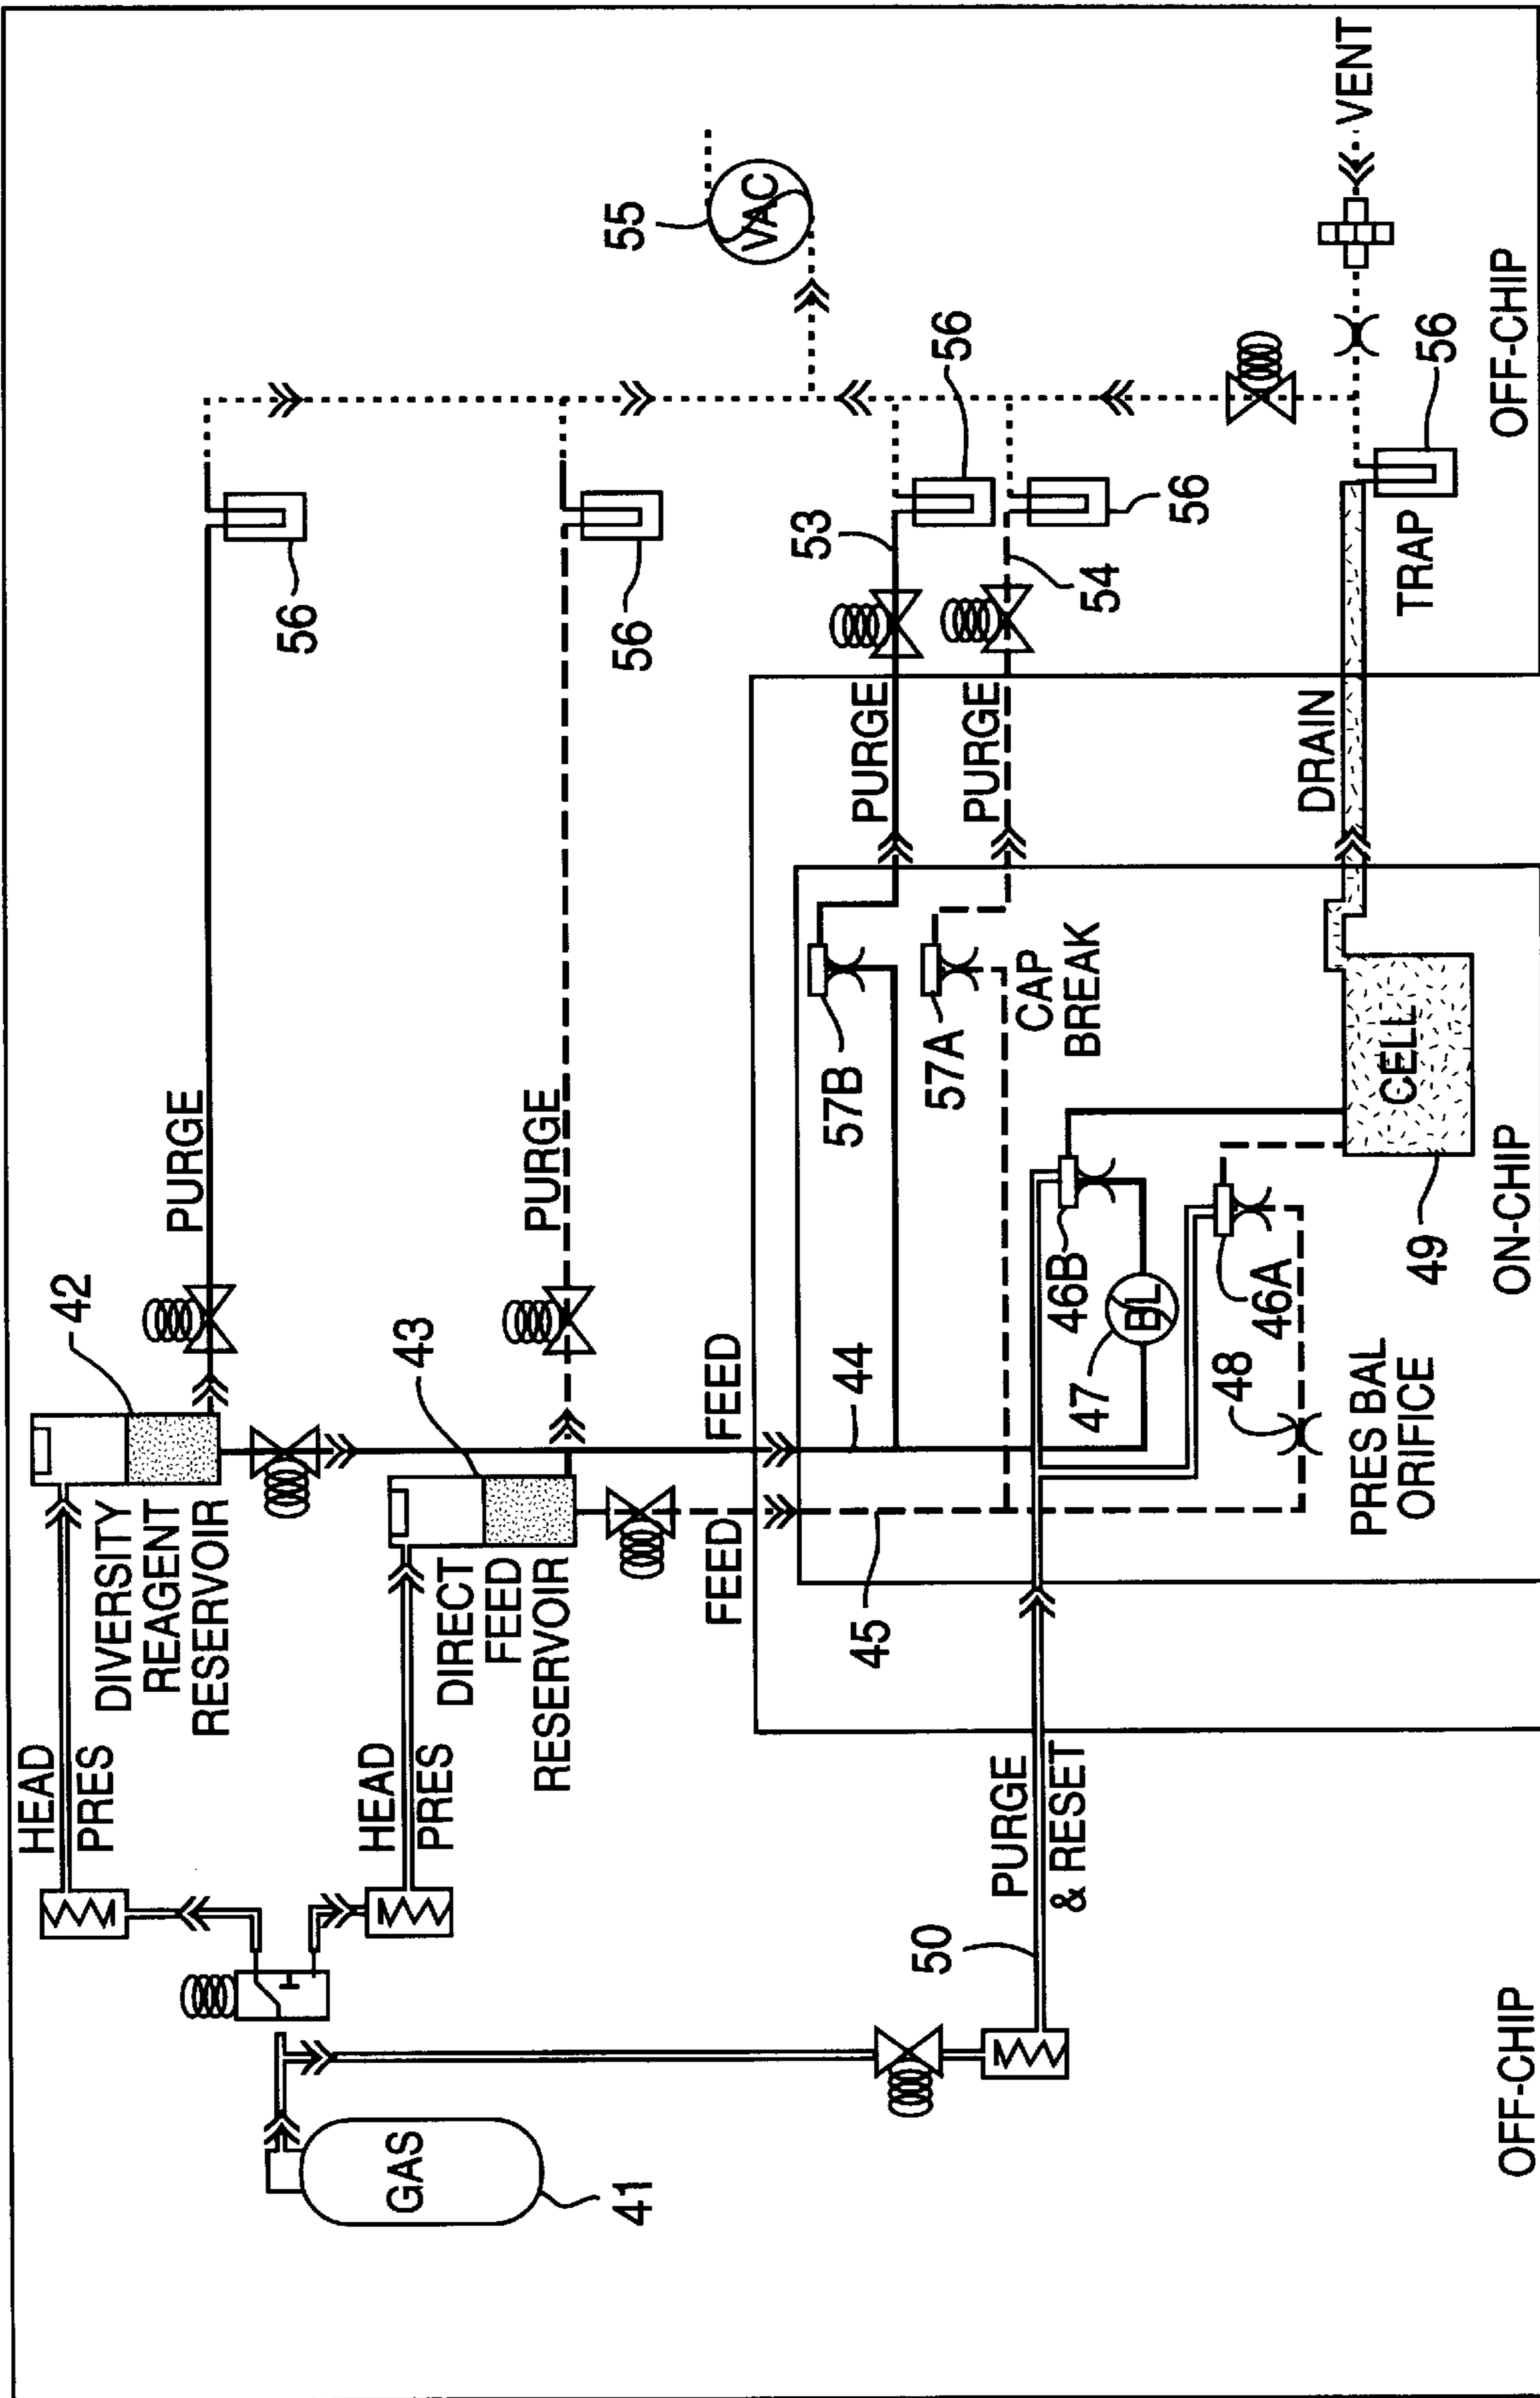 HEAD
PRES
DIVERSITY
REAGENT
RESERVOIR
42
PURGE
56
HEAD
PRES
DIRECT
FEED
RESERVOIR
43
PURGE
56
55
VAC
GAS
41
FEED
FEED
44
45
57B
57A
CAP
BREAK
PURGE
PURGE
53
54
56
56
50
PURGE
& RESET
46B
BL
47
46A
48
PRES BAL
ORIFICE
CELL
49
DRAIN
TRAP
56
VENT
OFF-CHIP
ON-CHIP
OFF-CHIP